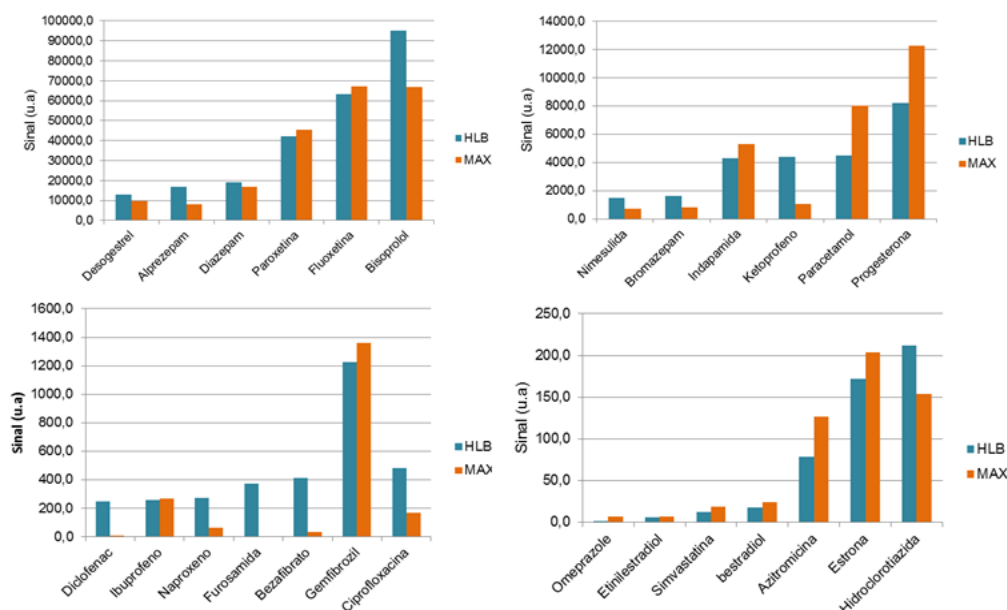 100000,0
90000,0
80000,0
70000,0
60000,0
50000,0
40000,0
30000,0
20000,0
10000,0
0,0
Sinal (u.a)
Desogestrel
Alprezepam
Diazepam
Paroxetina
Fluoxetina
Bisoprolol
HLB
MAX
14000,0
12000,0
10000,0
8000,0
6000,0
4000,0
2000,0
0,0
Sinal (u.a)
Nimesulida
Bromazepam
Indapamida
Ketoprofeno
Paracetamol
Progesterona
HLB
MAX
1600,0
1400,0
1200,0
1000,0
800,0
600,0
400,0
200,0
0,0
Sinal (u.a)
Diclofenac
Ibuprofeno
Naproxeno
Furosamida
Bezafibrato
Gemfibrozil
Ciprofloxacina
HLB
MAX
250,0
200,0
150,0
100,0
50,0
0,0
Sinal (u.a)
Omeprazole
Etinilestradiol
Simvastatina
bestradiol
Azitromicina
Estrona
Hidroclorotiazida
HLB
MAX